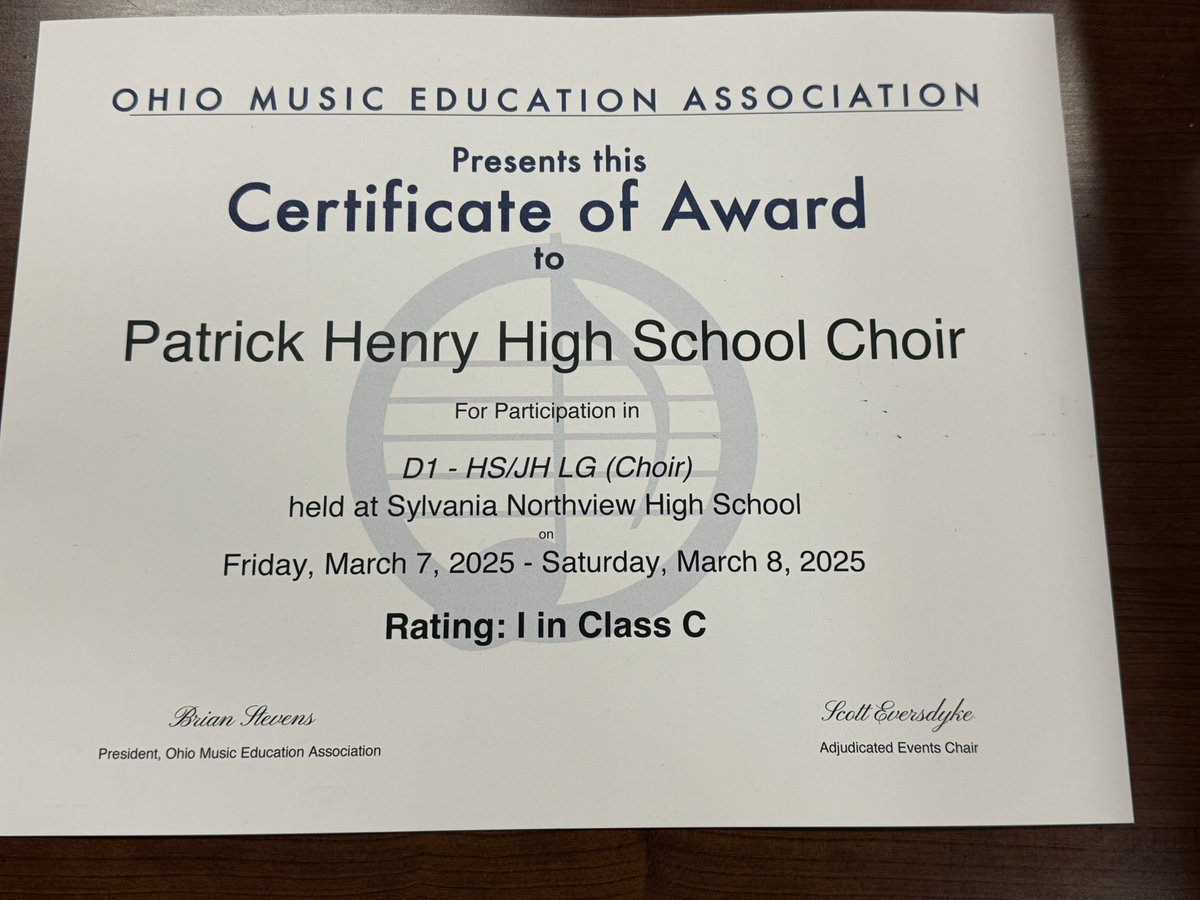 OHIO MUSIC EDUCATION ASSOCIATION
Presents this
Certificate of Award
to
Patrick Henry High School Choir
For Participation in
D1 - HS/JH LG (Choir)
held at Sylvania Northview High School
on
Friday, March 7, 2025 - Saturday, March 8, 2025
Rating: I in Class C
Brian Stevens
President, Ohio Music Education Association
Scott Eversdyke
Adjudicated Events Chair